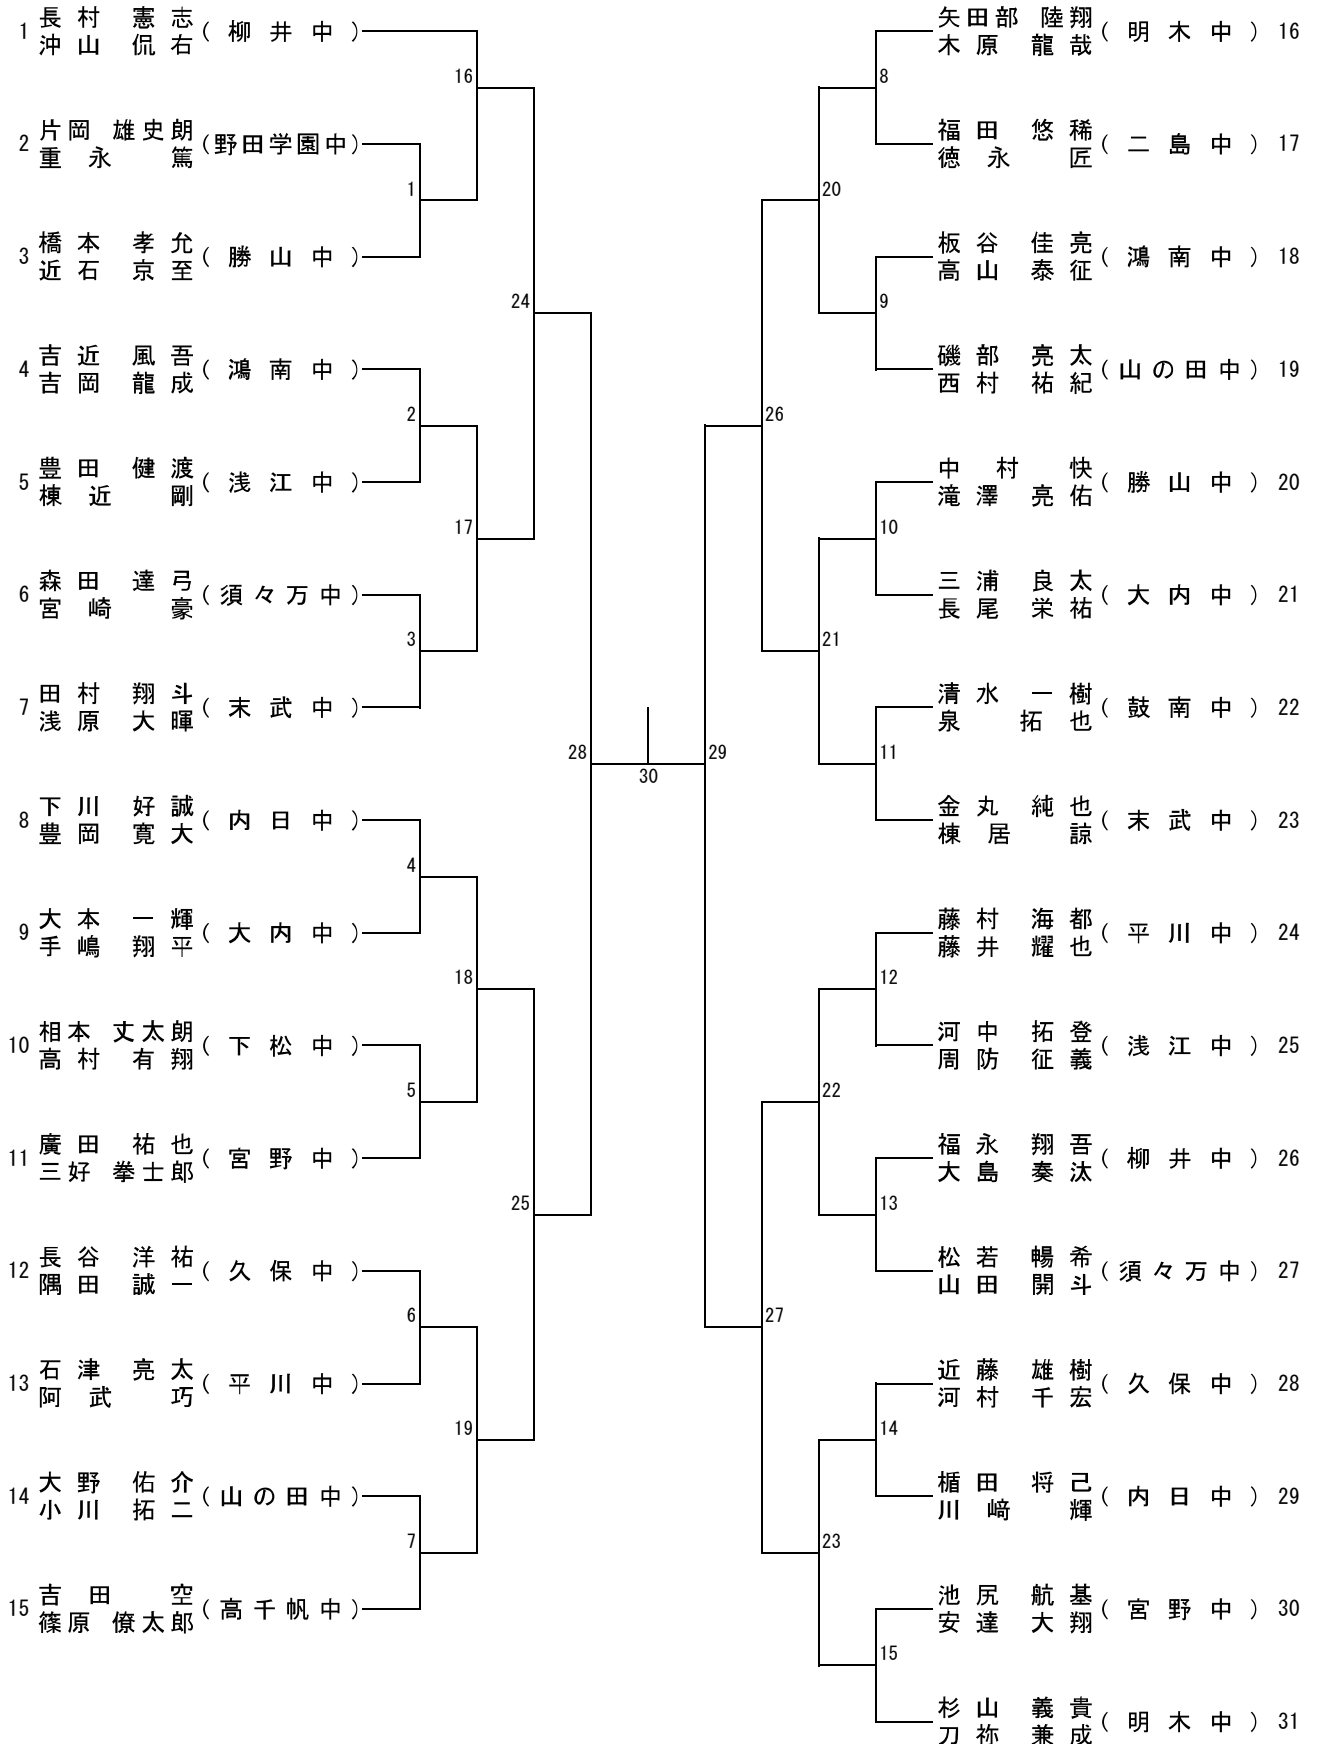 1 長村 憲志 沖山 侃右 (柳井中)
2 片岡 雄史朗 重永 篤 (野田学園中)
3 橋本 孝允 近石 京至 (勝山中)
4 吉近 風吾 吉岡 龍成 (鴻南中)
5 豊田 健渡 棟近 剛 (浅江中)
6 森田 達弓 宮崎 豪 (須々万中)
7 田村 翔斗 浅原 大暉 (末武中)
8 下川 好誠 豊岡 寛大 (内日中)
9 大本 一輝 手嶋 翔平 (大内中)
10 相本 丈太朗 高村 有翔 (下松中)
11 廣田 祐也 三好 拳士郎 (宮野中)
12 長谷 洋祐 隅田 誠一 (久保中)
13 石津 亮太 阿武 巧 (平川中)
14 大野 佑介 小川 拓二 (山の田中)
15 吉田 空 篠原 僚太郎 (高千帆中)
16
1
24
2
17
3
28
4
18
5
25
6
19
7
30
29
8
20
9
26
10
21
11
12
22
13
27
14
23
15
矢田部 陸翔 木原 龍哉 (明木中) 16
福田 悠稀 徳永 匠 (二島中) 17
板谷 佳亮 高山 泰征 (鴻南中) 18
磯部 亮太 西村 祐紀 (山の田中) 19
中村 快 滝澤 亮佑 (勝山中) 20
三浦 良太 長尾 栄祐 (大内中) 21
清水 一樹 泉 拓也 (鼓南中) 22
金丸 純也 棟居 諒 (末武中) 23
藤村 海都 藤井 耀也 (平川中) 24
河中 拓登 周防 征義 (浅江中) 25
福永 翔吾 大島 奏汰 (柳井中) 26
松若 暢希 山田 開斗 (須々万中) 27
近藤 雄樹 河村 千宏 (久保中) 28
楯田 将己 川﨑 輝 (内日中) 29
池尻 航基 安達 大翔 (宮野中) 30
杉山 義貴 刀祢 兼成 (明木中) 31